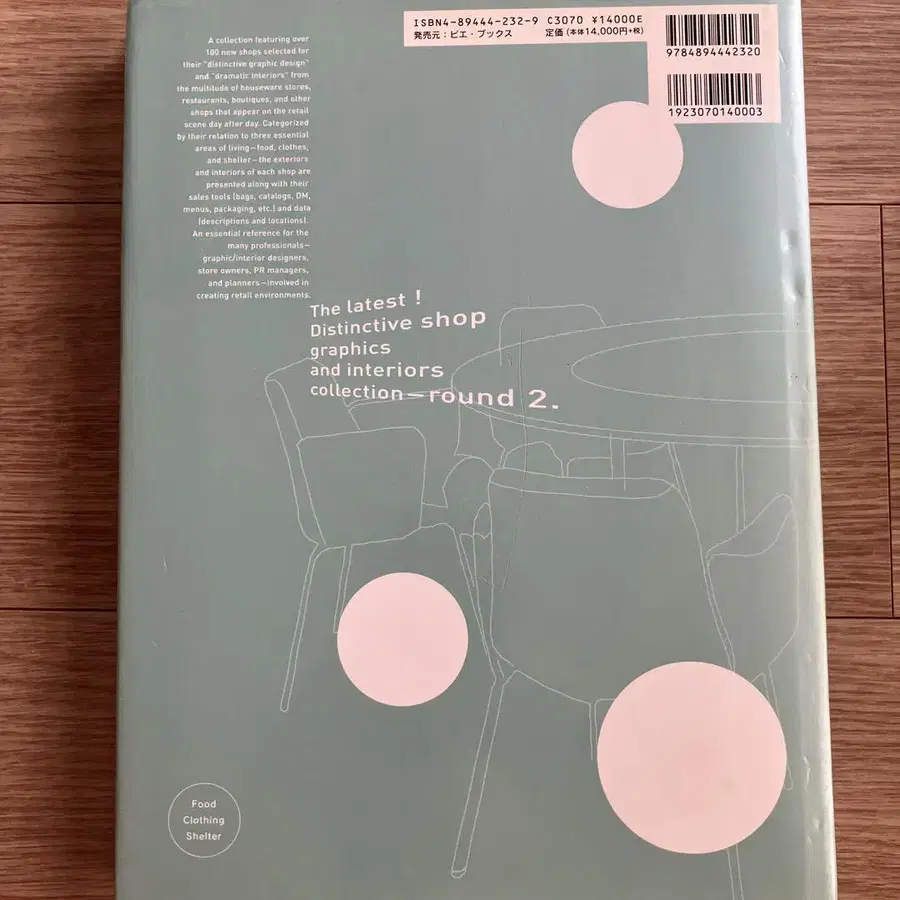 ISBN4-89444-232-9 C3070 ¥14000E
発売元：ピエ・ブックス 定価（本体14,000円+税）
9784894442320
1923070140003
A collection featuring over
100 new shops selected for
their "distinctive graphic design"
and "dramatic interiors" from
the multitude of houseware stores,
restaurants, boutiques, and other
shops that appear on the retail
scene day after day. Categorized
by their relation to three essential
areas of living—food, clothes,
and shelter—the exteriors
and interiors of each shop are
presented along with their
sales tools (bags, catalogs, DM,
menus, packaging, etc.) and data
(descriptions and locations).
An essential reference for the
many professionals—
graphic/interior designers,
store owners, PR managers,
and planners—involved in
creating retail environments.
The latest !
Distinctive shop
graphics
and interiors
collection—round 2.
Food
Clothing
Shelter